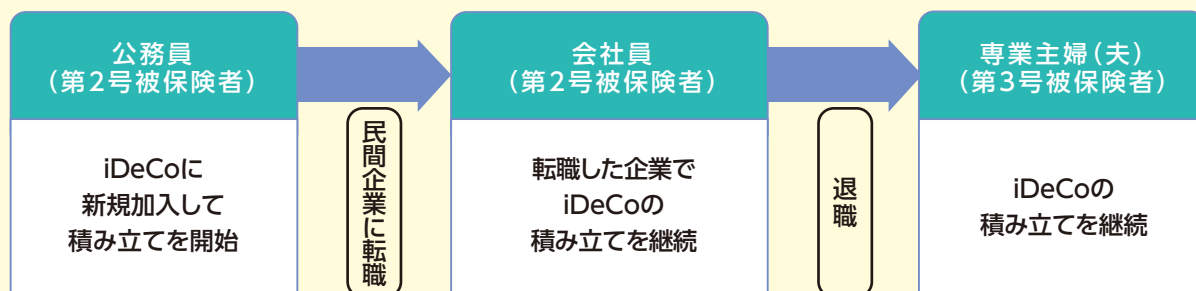 公務員
（第2号被保険者）
iDeCoに
新規加入して
積み立てを開始
民間企業に転職
会社員
（第2号被保険者）
転職した企業で
iDeCoの
積み立てを継続
退職
専業主婦（夫）
（第3号被保険者）
iDeCoの
積み立てを継続